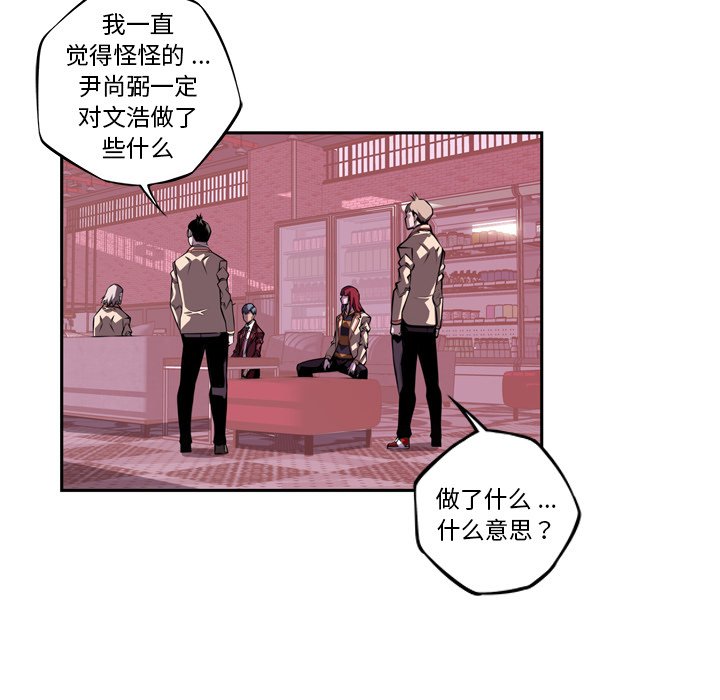 我一直
觉得怪怪的 ...
尹尚弼一定
对文浩做了
些什么
做了什么 ...
什么意思？